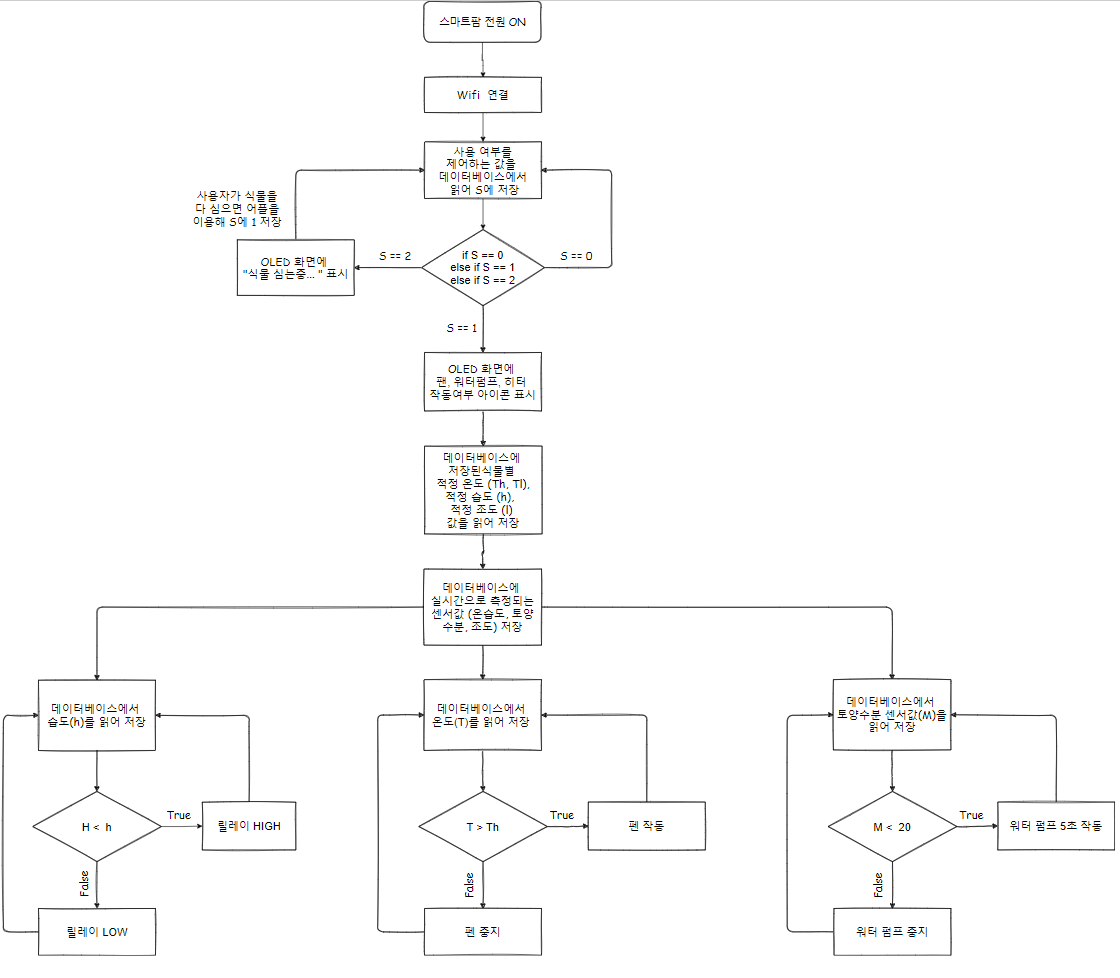 스마트팜 전원 ON
Wifi 연결
사용 여부를
제어하는 값을
데이터베이스에서
읽어 S에 저장
사용자가 식물을
다 심으면 어플을
이용해 S에 1 저장
OLED 화면에
"식물 심는중... " 표시
S == 2
if S == 0
else if S == 1
else if S == 2
S == 0
S == 1
OLED 화면에
팬, 워터펌프, 히터
작동여부 아이콘 표시
데이터베이스에
저장된식물별
적정 온도 (Th, Tl),
적정 습도 (h),
적정 조도 (l)
값을 읽어 저장
데이터베이스에
실시간으로 측정되는
센서값 (온습도, 토양
수분, 조도) 저장
데이터베이스에서
습도(h)를 읽어 저장
H < h
True
릴레이 HIGH
False
릴레이 LOW
데이터베이스에서
온도(T)를 읽어 저장
T > Th
True
펜 작동
False
펜 중지
데이터베이스에서
토양수분 센서값(M)을
읽어 저장
M < 20
True
워터 펌프 5초 작동
False
워터 펌프 중지